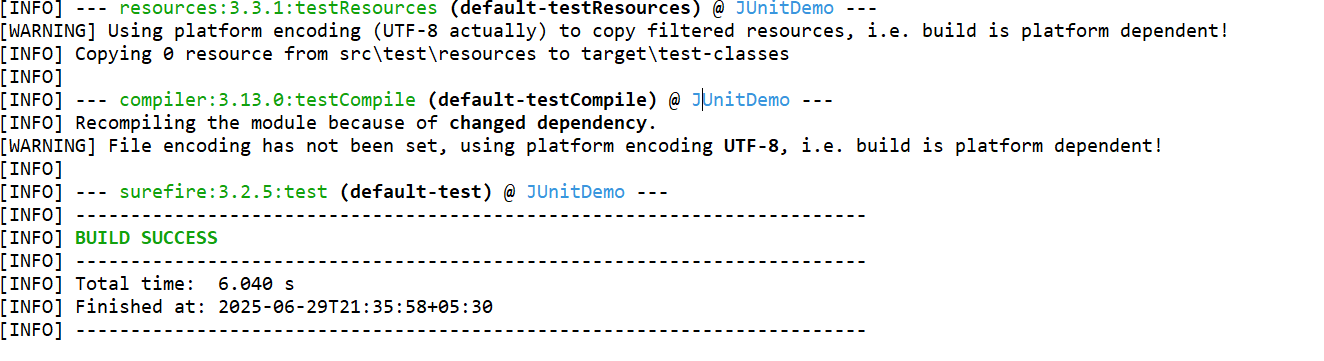 [INFO] --- resources:3.3.1:testResources (default-testResources) @ JUnitDemo ---
[WARNING] Using platform encoding (UTF-8 actually) to copy filtered resources, i.e. build is platform dependent!
[INFO] Copying 0 resource from src\test\resources to target\test-classes
[INFO]
[INFO] --- compiler:3.13.0:testCompile (default-testCompile) @ JUnitDemo ---
[INFO] Recompiling the module because of changed dependency.
[WARNING] File encoding has not been set, using platform encoding UTF-8, i.e. build is platform dependent!
[INFO]
[INFO] --- surefire:3.2.5:test (default-test) @ JUnitDemo ---
[INFO] ------------------------------------------------------------------------
[INFO] BUILD SUCCESS
[INFO] ------------------------------------------------------------------------
[INFO] Total time:  6.040 s
[INFO] Finished at: 2025-06-29T21:35:58+05:30
[INFO] ------------------------------------------------------------------------